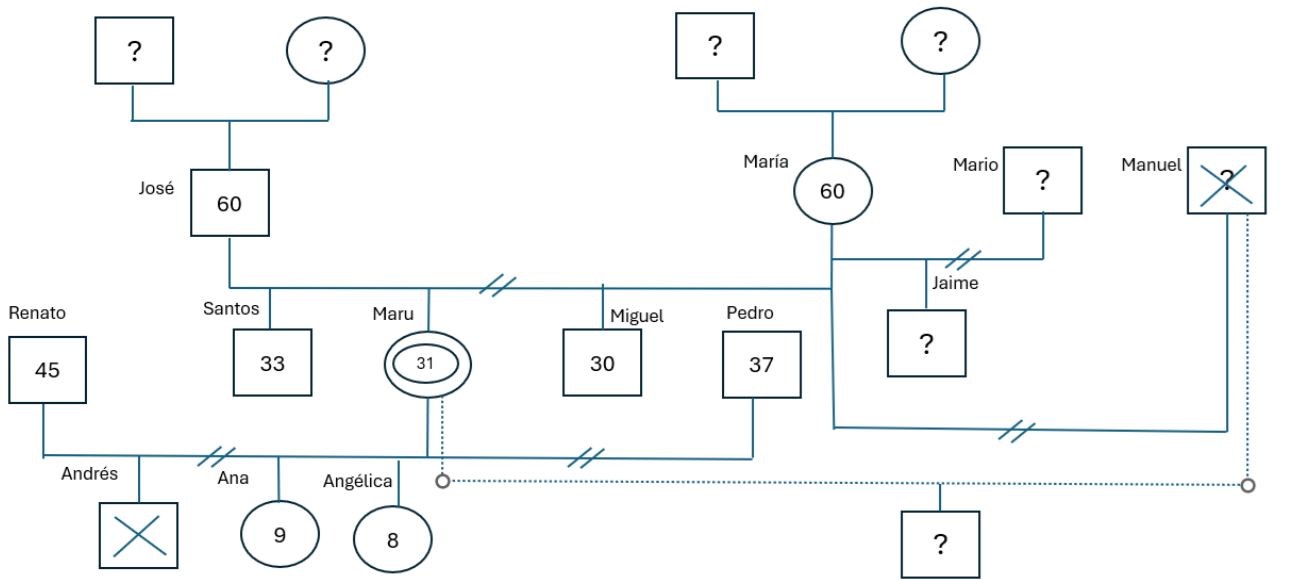 ?
?
?
?
José
60
María
60
Mario
?
Manuel
?
Renato
45
Santos
33
Maru
31
Miguel
30
Pedro
37
Jaime
?
Andrés
Ana
9
Angélica
8
?